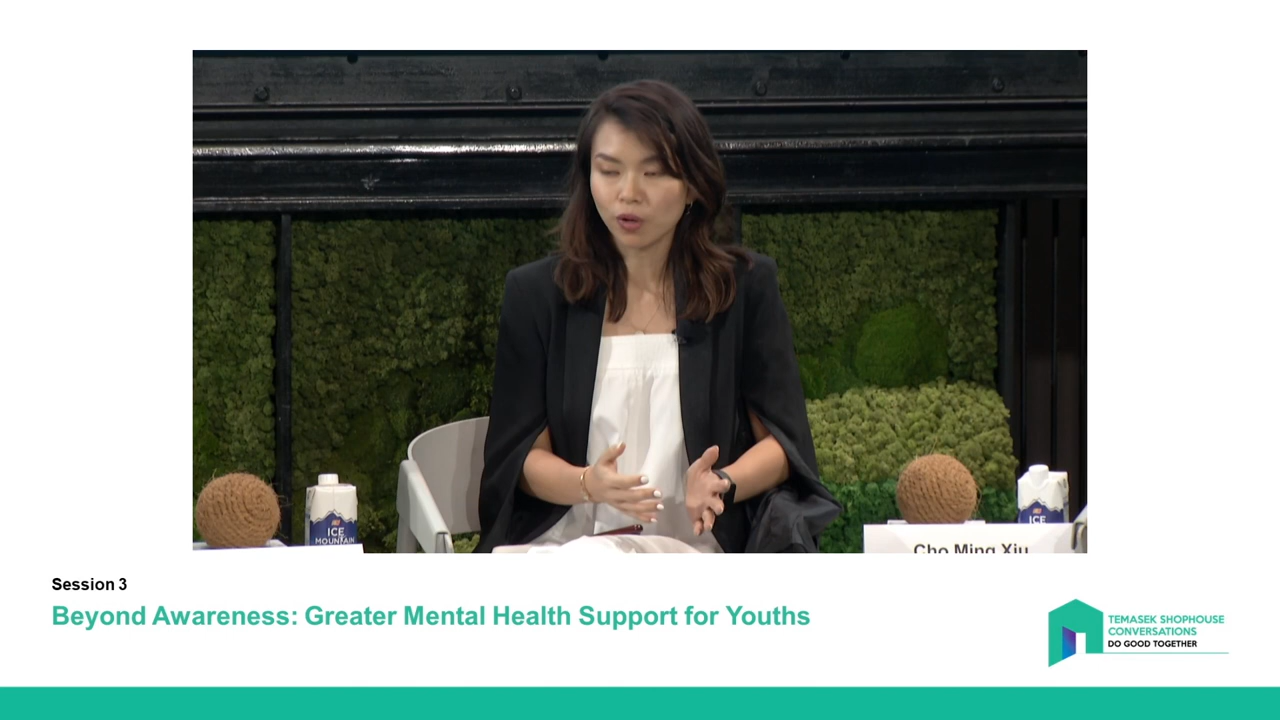 ICE
MOUNTAIN
ICE
Cho Ming Xiu
Session 3
Beyond Awareness: Greater Mental Health Support for Youths
TEMASEK SHOPHOUSE
CONVERSATIONS
DO GOOD TOGETHER